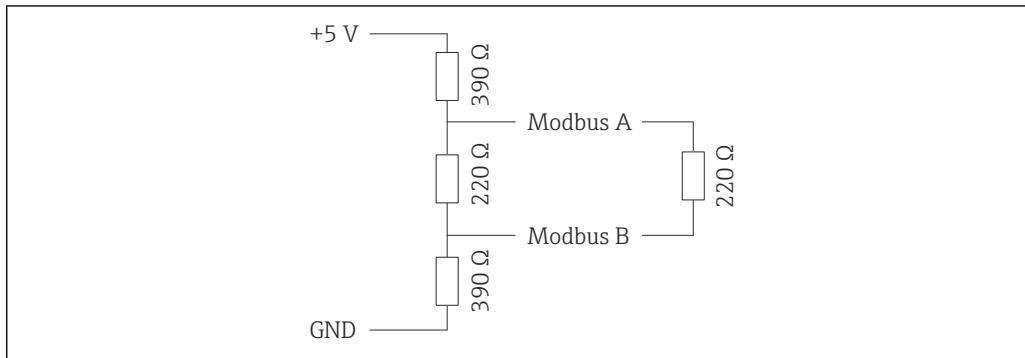 +5 V
390 Ω
Modbus A
220 Ω
220 Ω
Modbus B
390 Ω
GND